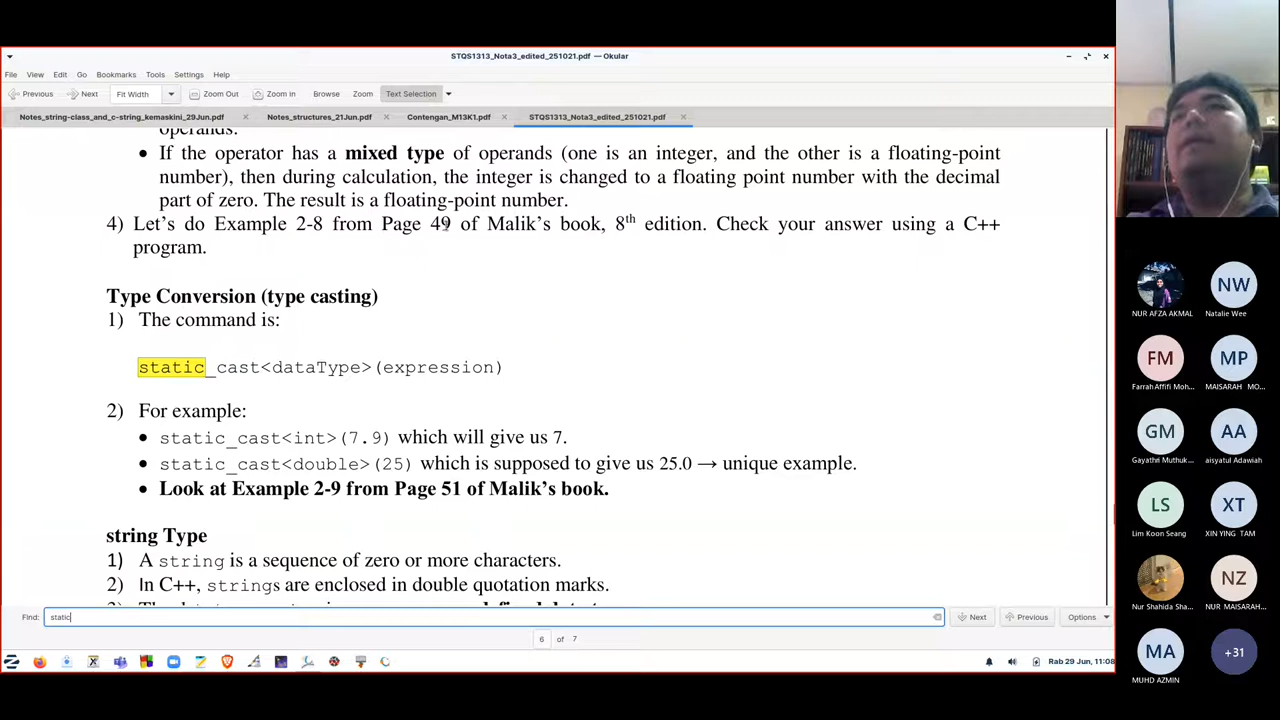 STQS1313_Nota3_edited_251021.pdf — Okular
File View Edit Go Bookmarks Tools Settings Help
Previous Next Fit Width Zoom Out Zoom in Browse Zoom Text Selection
Notes_string-class_and_c-string_kemaskini_29Jun.pdf Notes_structures_21Jun.pdf Contengan_M13K1.pdf STQS1313_Nota3_edited_251021.pdf
operands.
• If the operator has a mixed type of operands (one is an integer, and the other is a floating-point
number), then during calculation, the integer is changed to a floating point number with the decimal
part of zero. The result is a floating-point number.
4) Let's do Example 2-8 from Page 49 of Malik's book, 8th edition. Check your answer using a C++
program.
Type Conversion (type casting)
1) The command is:
static_cast<dataType>(expression)
2) For example:
• static_cast<int>(7.9) which will give us 7.
• static_cast<double>(25) which is supposed to give us 25.0 → unique example.
• Look at Example 2-9 from Page 51 of Malik's book.
string Type
1) A string is a sequence of zero or more characters.
2) In C++, strings are enclosed in double quotation marks.
Find: static Next Previous Options
6 of 7
Rab 29 Jun, 11:08
NUR AFZA AKMAL
NW
Natalie Wee
FM
Farrah Affifi Moh...
MP
MAISARAH MO...
GM
Gayathri Muthuk...
AA
aisyatul Adawiah
LS
Lim Koon Seang
XT
XIN YING TAM
Nur Shahida Sha...
NZ
NUR MAISARAH...
MA
MUHD AZMIN
+31